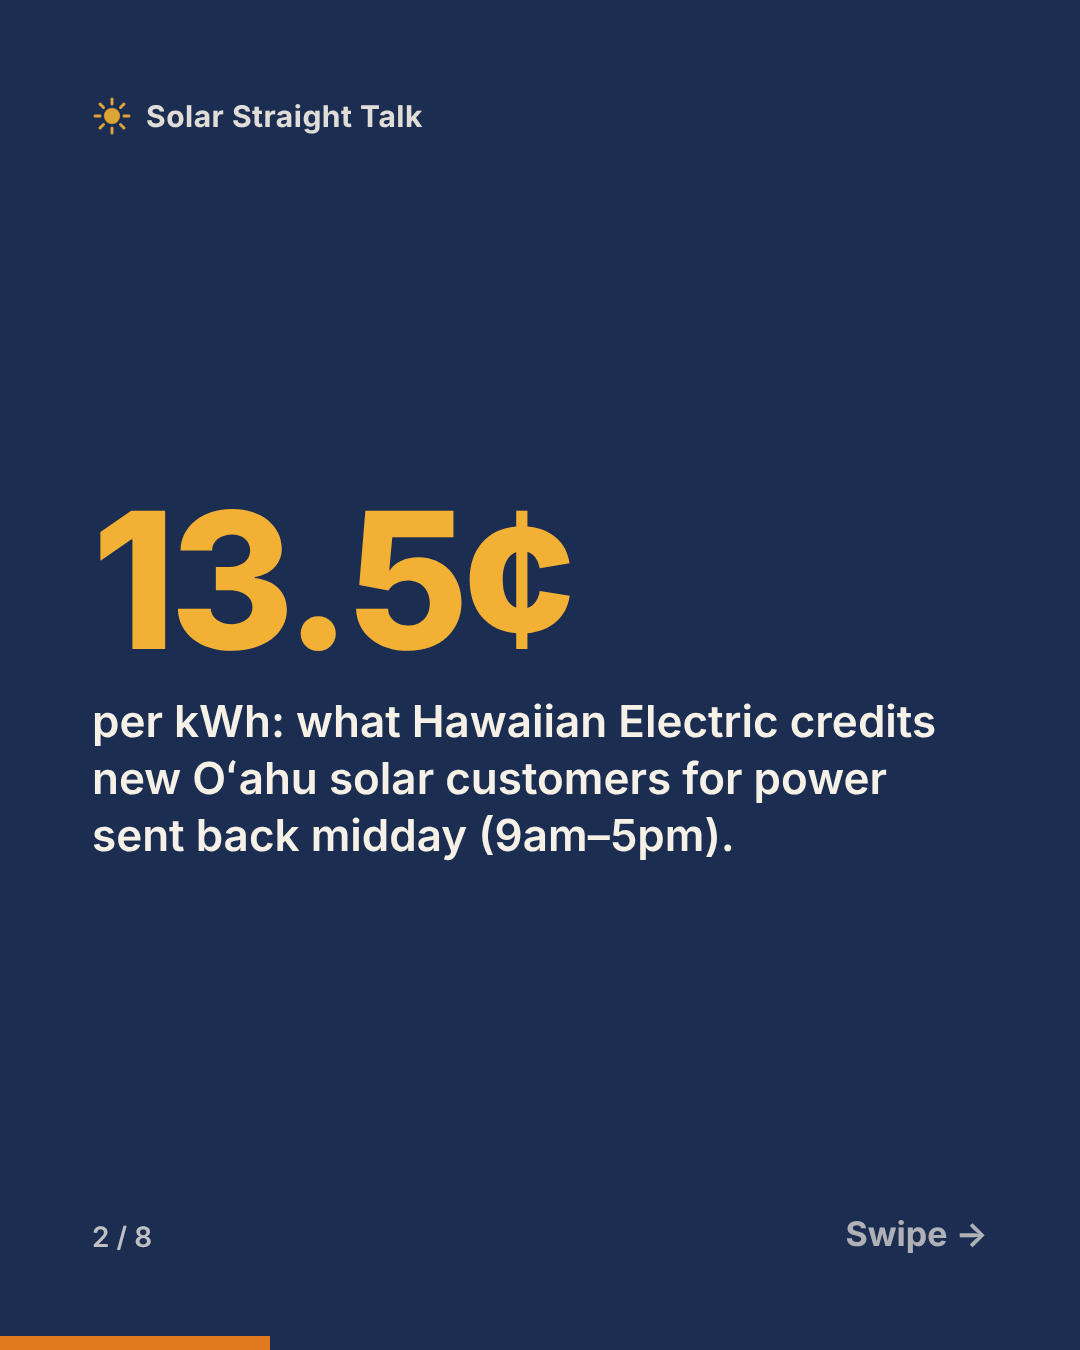 Solar Straight Talk
13.5¢
per kWh: what Hawaiian Electric credits
new Oʻahu solar customers for power
sent back midday (9am–5pm).
2 / 8
Swipe →